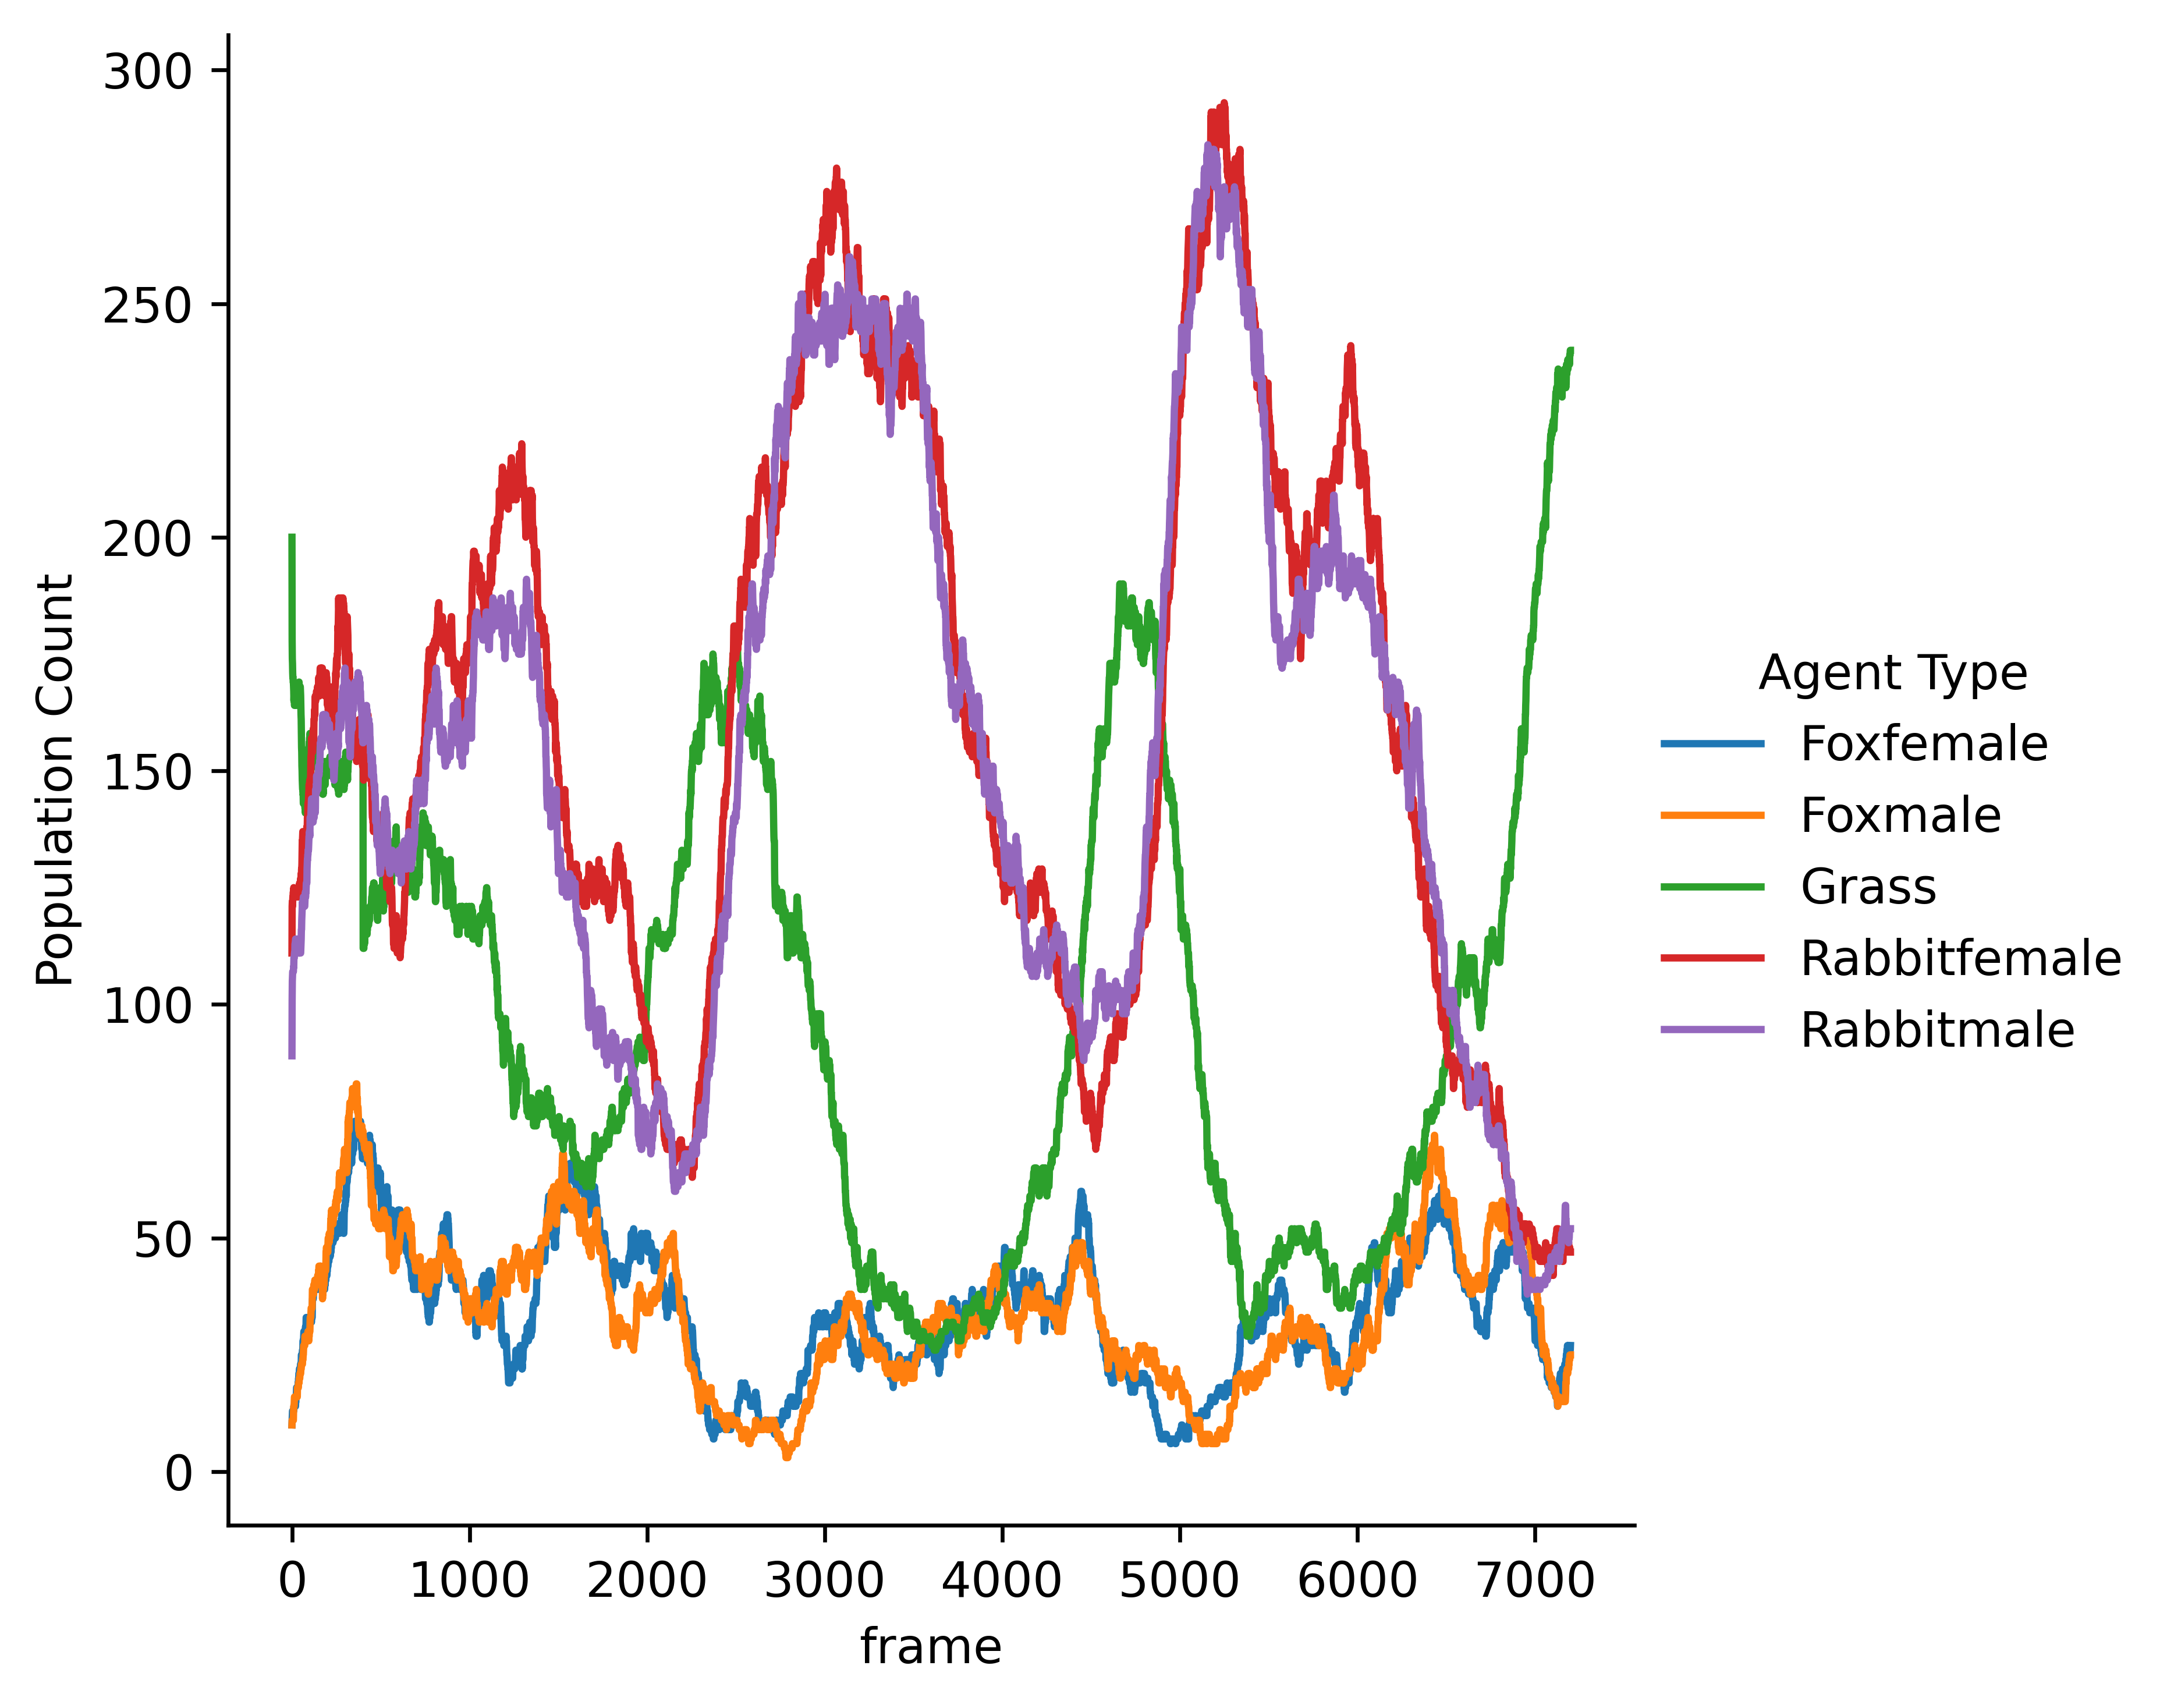 300
250
200
150
100
50
0
Population Count
0 1000 2000 3000 4000 5000 6000 7000
frame
Agent Type
Foxfemale
Foxmale
Grass
Rabbitfemale
Rabbitmale